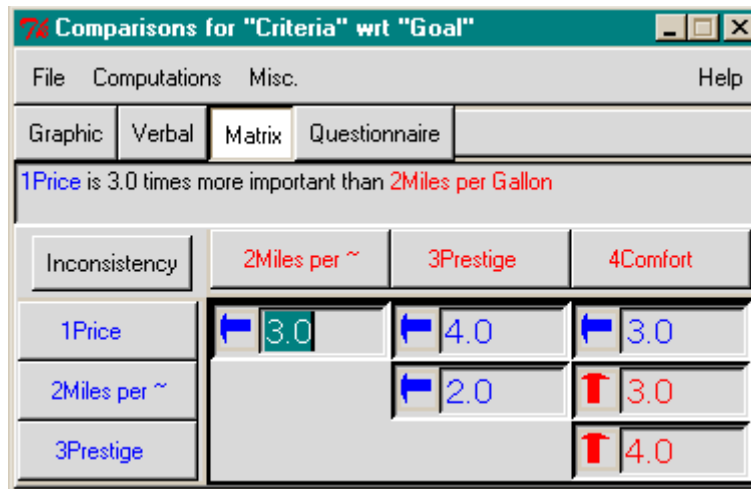 Comparisons for "Criteria" wrt "Goal"
File Computations Misc. Help
Graphic Verbal Matrix Questionnaire
1Price is 3.0 times more important than 2Miles per Gallon
Inconsistency 2Miles per ~ 3Prestige 4Comfort
1Price 3.0 4.0 3.0
2Miles per ~ 2.0 3.0
3Prestige 4.0